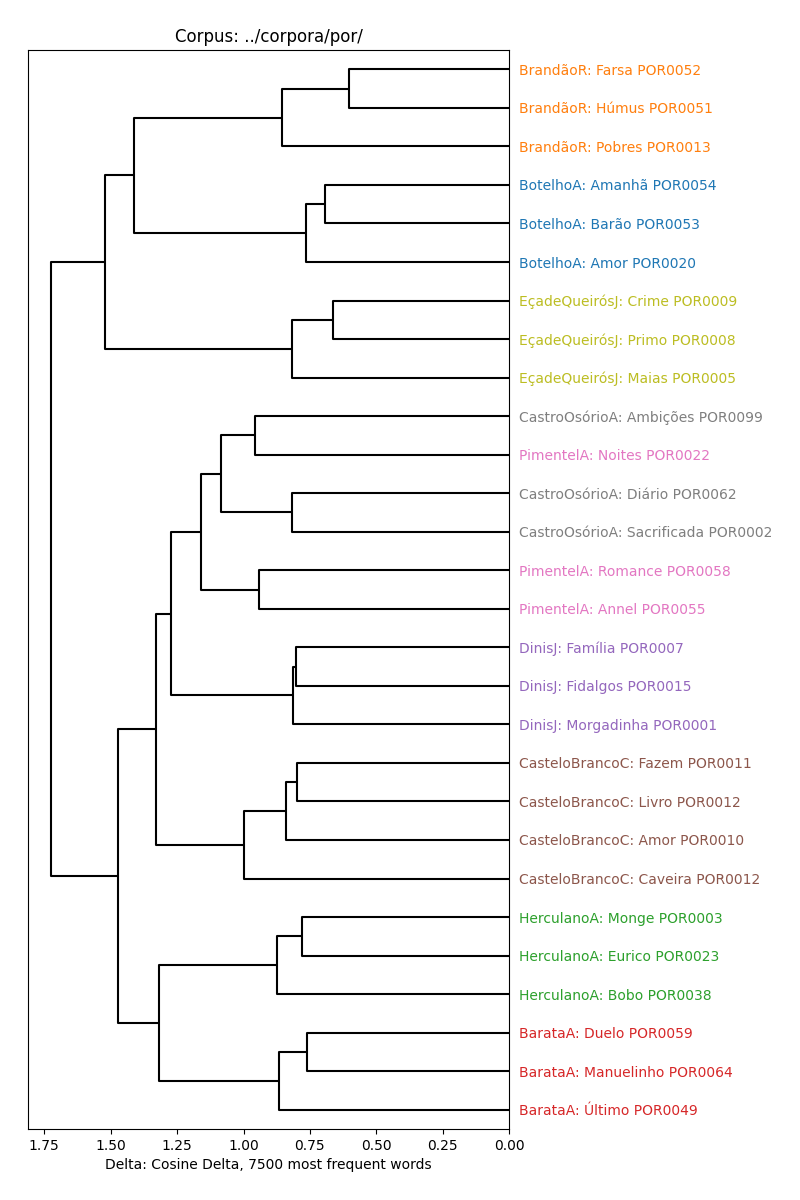 Corpus: ../corpora/por/
BrandãoR: Farsa POR0052
BrandãoR: Húmus POR0051
BrandãoR: Pobres POR0013
BotelhoA: Amanhã POR0054
BotelhoA: Barão POR0053
BotelhoA: Amor POR0020
EçadeQueirósJ: Crime POR0009
EçadeQueirósJ: Primo POR0008
EçadeQueirósJ: Maias POR0005
CastroOsórioA: Ambições POR0099
PimentelA: Noites POR0022
CastroOsórioA: Diário POR0062
CastroOsórioA: Sacrificada POR0002
PimentelA: Romance POR0058
PimentelA: Annel POR0055
DinisJ: Família POR0007
DinisJ: Fidalgos POR0015
DinisJ: Morgadinha POR0001
CasteloBrancoC: Fazem POR0011
CasteloBrancoC: Livro POR0012
CasteloBrancoC: Amor POR0010
CasteloBrancoC: Caveira POR0012
HerculanoA: Monge POR0003
HerculanoA: Eurico POR0023
HerculanoA: Bobo POR0038
BarataA: Duelo POR0059
BarataA: Manuelinho POR0064
BarataA: Último POR0049
1.75 1.50 1.25 1.00 0.75 0.50 0.25 0.00
Delta: Cosine Delta, 7500 most frequent words